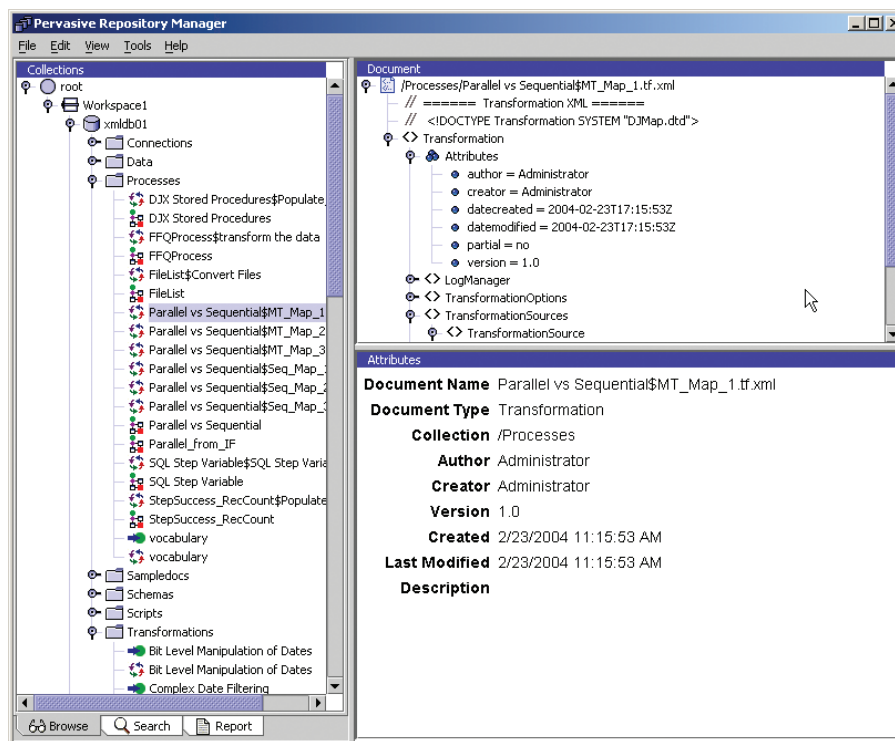 Pervasive Repository Manager
File Edit View Tools Help
Collections
root
Workspace1
xmldb01
Connections
Data
Processes
DJX Stored Procedures$Populate_
DJX Stored Procedures
FFQProcess$transform the data
FFQProcess
FileList$Convert Files
FileList
Parallel vs Sequential$MT_Map_1
Parallel vs Sequential$MT_Map_2
Parallel vs Sequential$MT_Map_3
Parallel vs Sequential$Seq_Map_
Parallel vs Sequential$Seq_Map_2
Parallel vs Sequential$Seq_Map_3
Parallel vs Sequential
Parallel_from_IF
SQL Step Variable$SQL Step Varia
SQL Step Variable
StepSuccess_RecCount$Populate
StepSuccess_RecCount
vocabulary
vocabulary
Sampledocs
Schemas
Scripts
Transformations
Bit Level Manipulation of Dates
Bit Level Manipulation of Dates
Complex Date Filtering
Browse Search Report
Document
/Processes/Parallel vs Sequential$MT_Map_1.tf.xml
// ====== Transformation XML ======
// <!DOCTYPE Transformation SYSTEM "DJMap.dtd">
<> Transformation
Attributes
author = Administrator
creator = Administrator
datecreated = 2004-02-23T17:15:53Z
datemodified = 2004-02-23T17:15:53Z
partial = no
version = 1.0
<> LogManager
<> TransformationOptions
<> TransformationSources
<> TransformationSource
Attributes
Document Name Parallel vs Sequential$MT_Map_1.tf.xml
Document Type Transformation
Collection /Processes
Author Administrator
Creator Administrator
Version 1.0
Created 2/23/2004 11:15:53 AM
Last Modified 2/23/2004 11:15:53 AM
Description